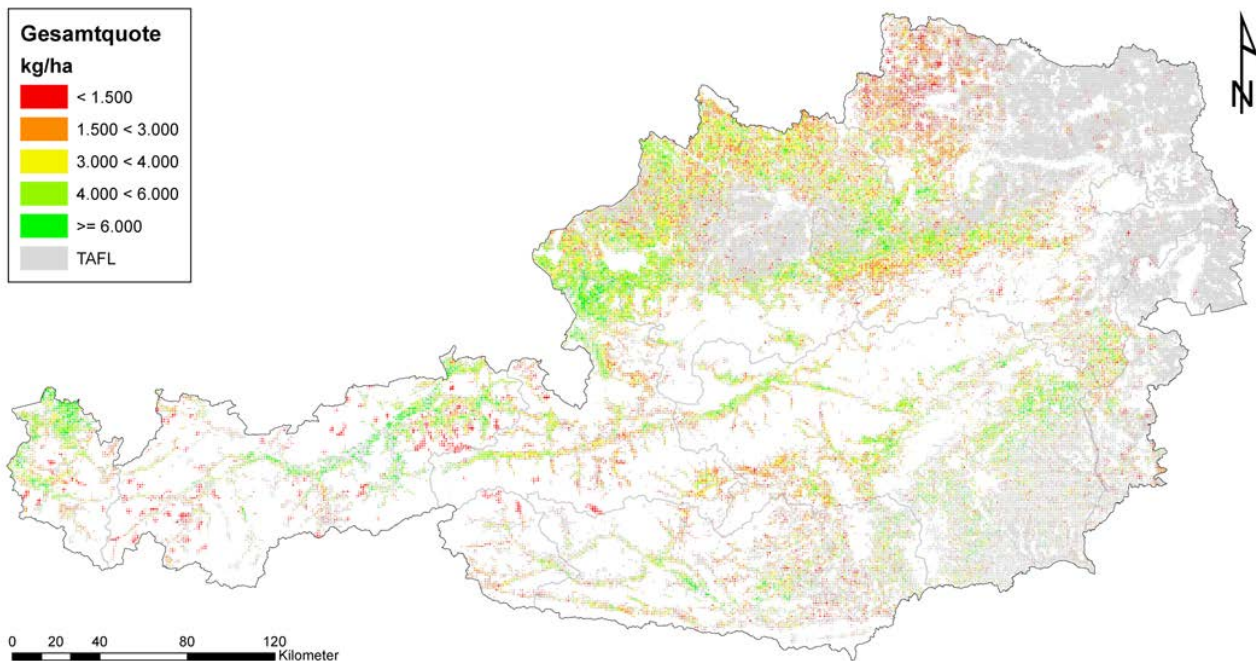 Gesamtquote
kg/ha
< 1.500
1.500 < 3.000
3.000 < 4.000
4.000 < 6.000
>= 6.000
TAFL
N
0 20 40 80 120
Kilometer